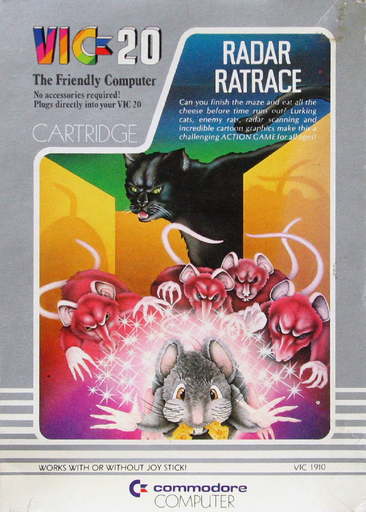 VIC 20
The Friendly Computer
No accessories required!
Plugs directly into your VIC 20
CARTRIDGE
RADAR
RATRACE
Can you finish the maze and eat all the
cheese before time runs out? Lurking
cats, enemy rats, radar scanning and
incredible cartoon graphics make this a
challenging ACTION GAME for all ages!
WORKS WITH OR WITHOUT JOY STICK!
VIC 1910
commodore
COMPUTER